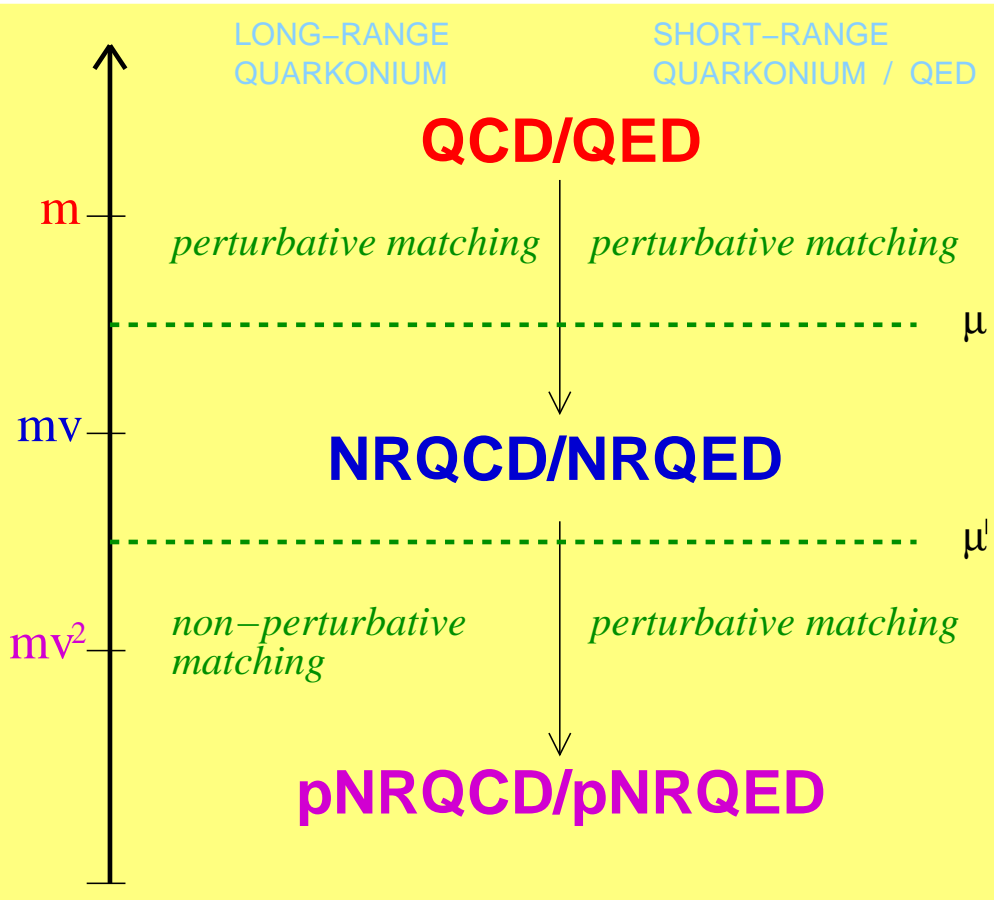 LONG–RANGE
QUARKONIUM
SHORT–RANGE
QUARKONIUM / QED
QCD/QED
m
perturbative matching
perturbative matching
μ
mv
NRQCD/NRQED
μ'
mv²
non–perturbative
matching
perturbative matching
pNRQCD/pNRQED